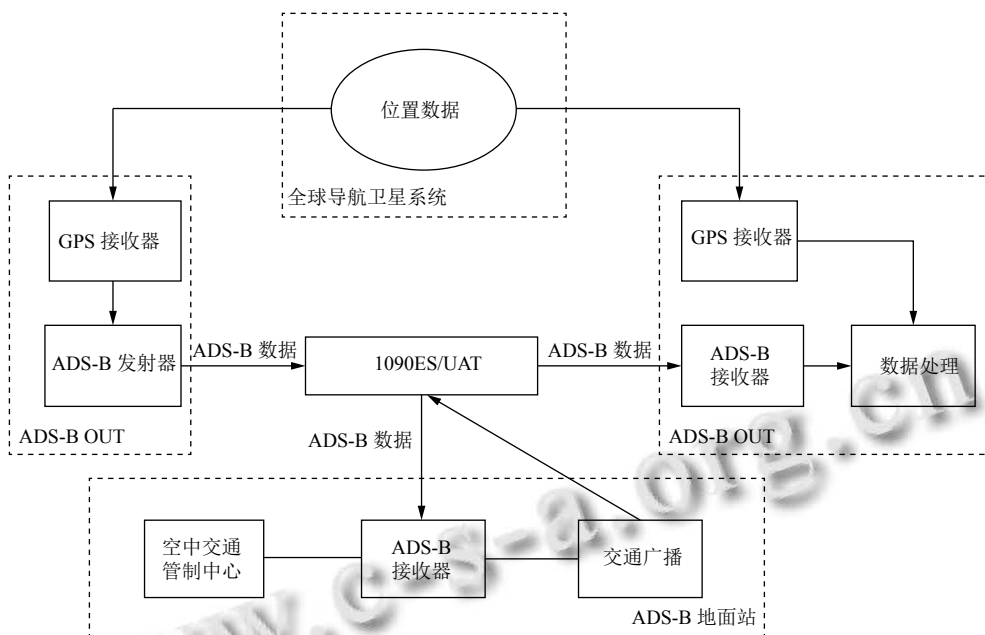 位置数据
全球导航卫星系统
GPS 接收器
ADS-B 发射器
ADS-B OUT
ADS-B 数据
1090ES/UAT
ADS-B 数据
ADS-B 数据
GPS 接收器
ADS-B
接收器
数据处理
ADS-B OUT
空中交通
管制中心
ADS-B
接收器
交通广播
ADS-B 地面站
www.c-s-a.org.cn